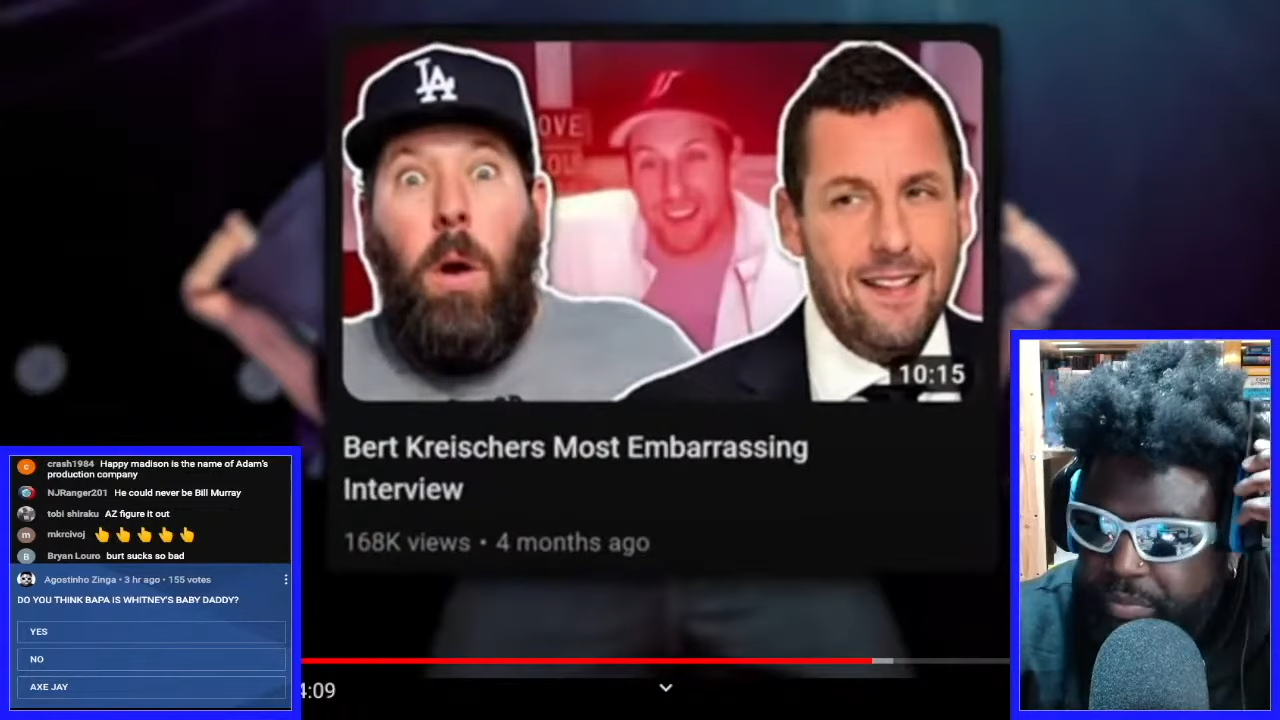 LA
OVE
YOU
10:15
Bert Kreischers Most Embarrassing
Interview
168K views • 4 months ago
crash1984 Happy madison is the name of Adam's
production company
NJRanger201 He could never be Bill Murray
tobi shiraku AZ figure it out
mkrcivoj 👆👆👆👆👆
Bryan Louro burt sucks so bad
Agostinho Zinga • 3 hr ago • 155 votes
DO YOU THINK BAPA IS WHITNEY'S BABY DADDY?
YES
NO
AXE JAY
4:09